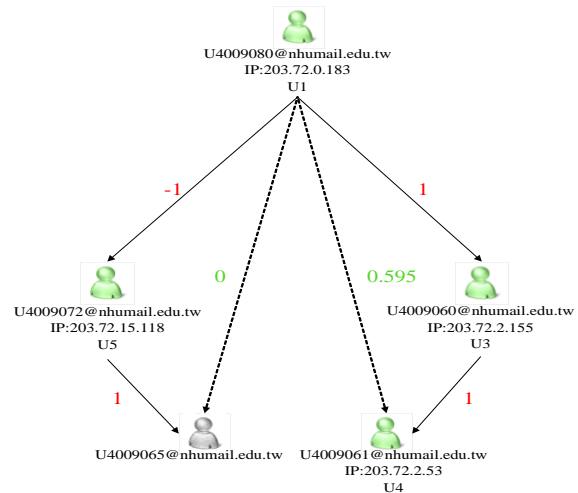 U4009080@nhumail.edu.tw
IP:203.72.0.183
U1
-1
1
0
0.595
U4009072@nhumail.edu.tw
IP:203.72.15.118
U5
U4009060@nhumail.edu.tw
IP:203.72.2.155
U3
1
1
U4009065@nhumail.edu.tw
U4009061@nhumail.edu.tw
IP:203.72.2.53
U4